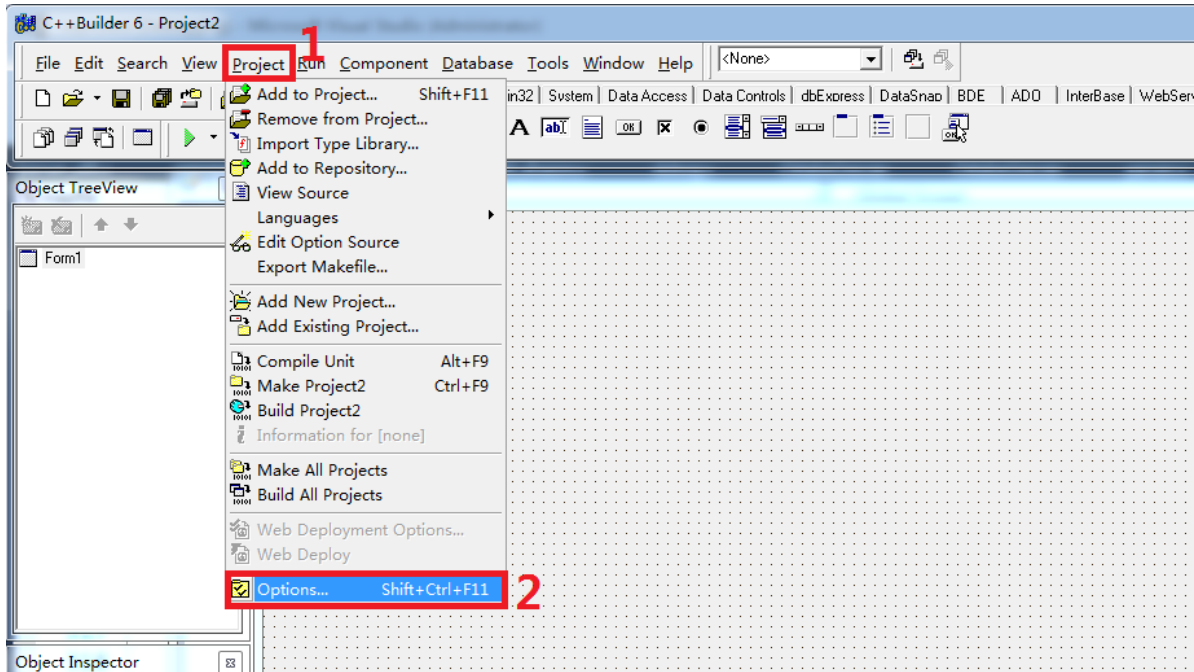 C++Builder 6 - Project2
1
File Edit Search View Project Run Component Database Tools Window Help <None>
in32 System Data Access Data Controls dbExpress DataSnap BDE ADO InterBase WebServ
Add to Project... Shift+F11
Remove from Project...
Import Type Library...
Add to Repository...
View Source
Languages
Edit Option Source
Export Makefile...
Add New Project...
Add Existing Project...
Compile Unit Alt+F9
Make Project2 Ctrl+F9
Build Project2
Information for [none]
Make All Projects
Build All Projects
Web Deployment Options...
Web Deploy
Options... Shift+Ctrl+F11 2
Object TreeView
Form1
Object Inspector